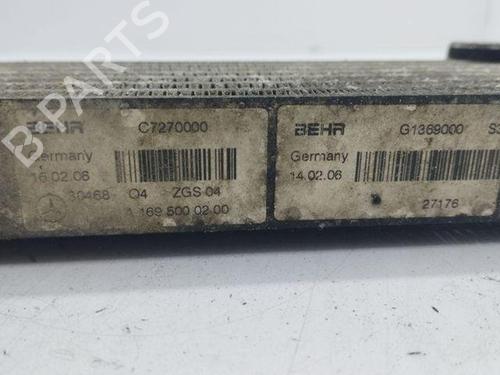 BEHR C7270000
Germany
16.02.06
30468 Q4 ZGS 04
A 169 500 02 00
BEHR G1369000
Germany
14.02.06
27176
B-PARTS